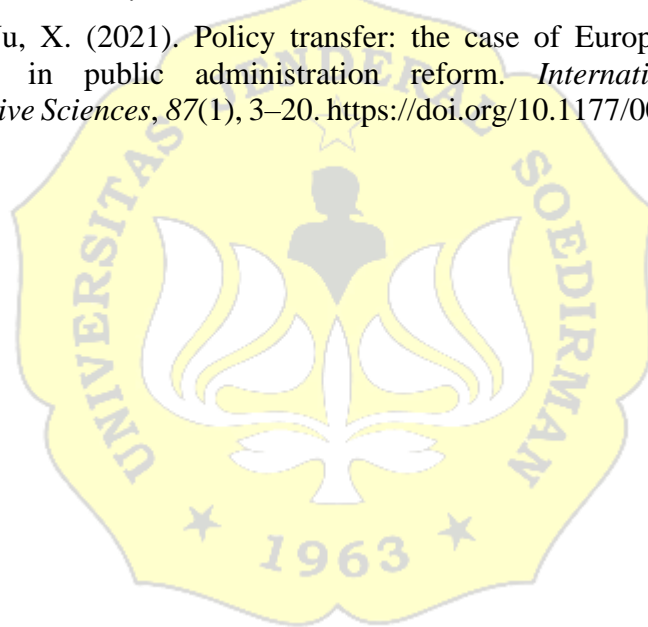 X. (2021). Policy transfer: the case of Europ
in public administration reform. Internati
ive Sciences, 87(1), 3–20. https://doi.org/10.1177/00
UNIVERSITAS JENDERAL SOEDIRMAN
1963